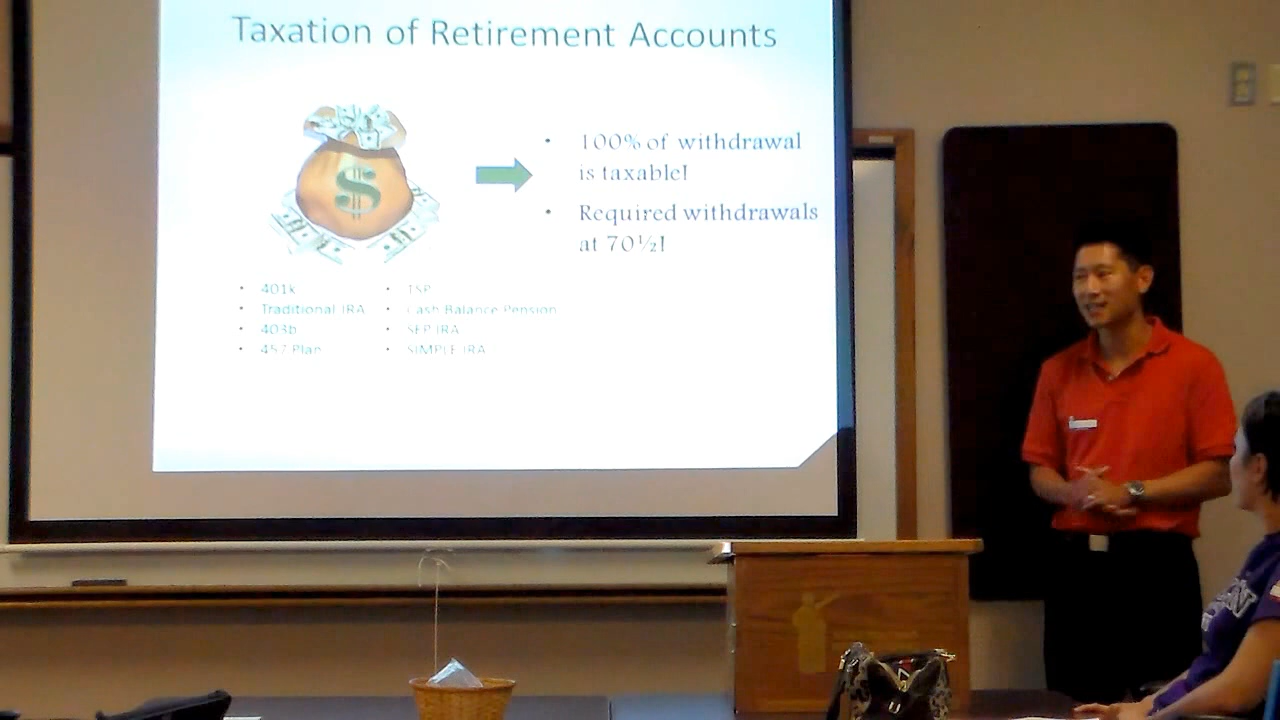 Taxation of Retirement Accounts
$
• 100% of withdrawal
is taxable!
• Required withdrawals
at 70½!
• 401k
• Traditional IRA
• 403b
• 457 Plan
• TSP
• Cash Balance Pension
• SEP IRA
• SIMPLE IRA